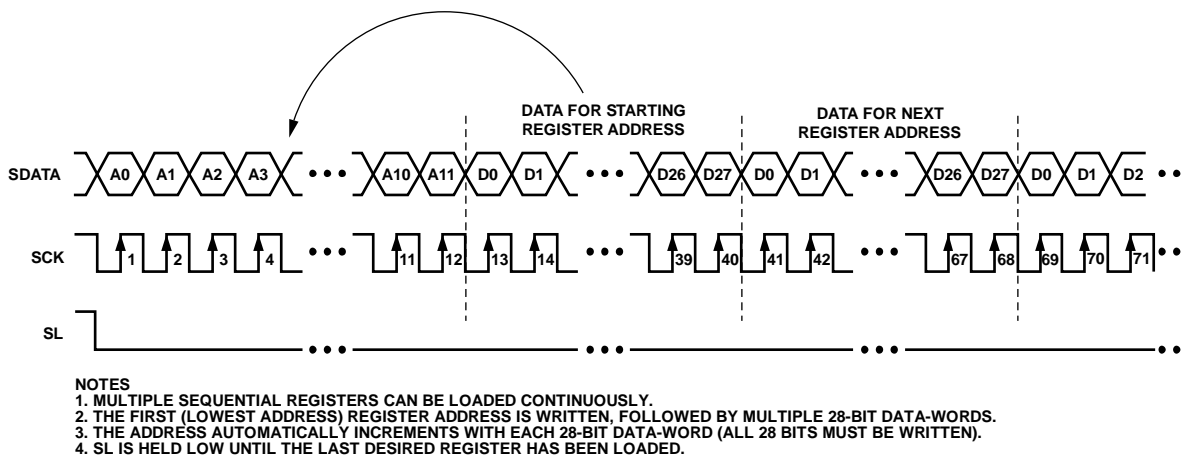 DATA FOR STARTING
REGISTER ADDRESS
DATA FOR NEXT
REGISTER ADDRESS
SDATA A0 A1 A2 A3 ••• A10 A11 D0 D1 ••• D26 D27 D0 D1 ••• D26 D27 D0 D1 D2 ••
SCK 1 2 3 4 ••• 11 12 13 14 ••• 39 40 41 42 ••• 67 68 69 70 71 ••
SL ••• ••• ••• ••
NOTES
1. MULTIPLE SEQUENTIAL REGISTERS CAN BE LOADED CONTINUOUSLY.
2. THE FIRST (LOWEST ADDRESS) REGISTER ADDRESS IS WRITTEN, FOLLOWED BY MULTIPLE 28-BIT DATA-WORDS.
3. THE ADDRESS AUTOMATICALLY INCREMENTS WITH EACH 28-BIT DATA-WORD (ALL 28 BITS MUST BE WRITTEN).
4. SL IS HELD LOW UNTIL THE LAST DESIRED REGISTER HAS BEEN LOADED.